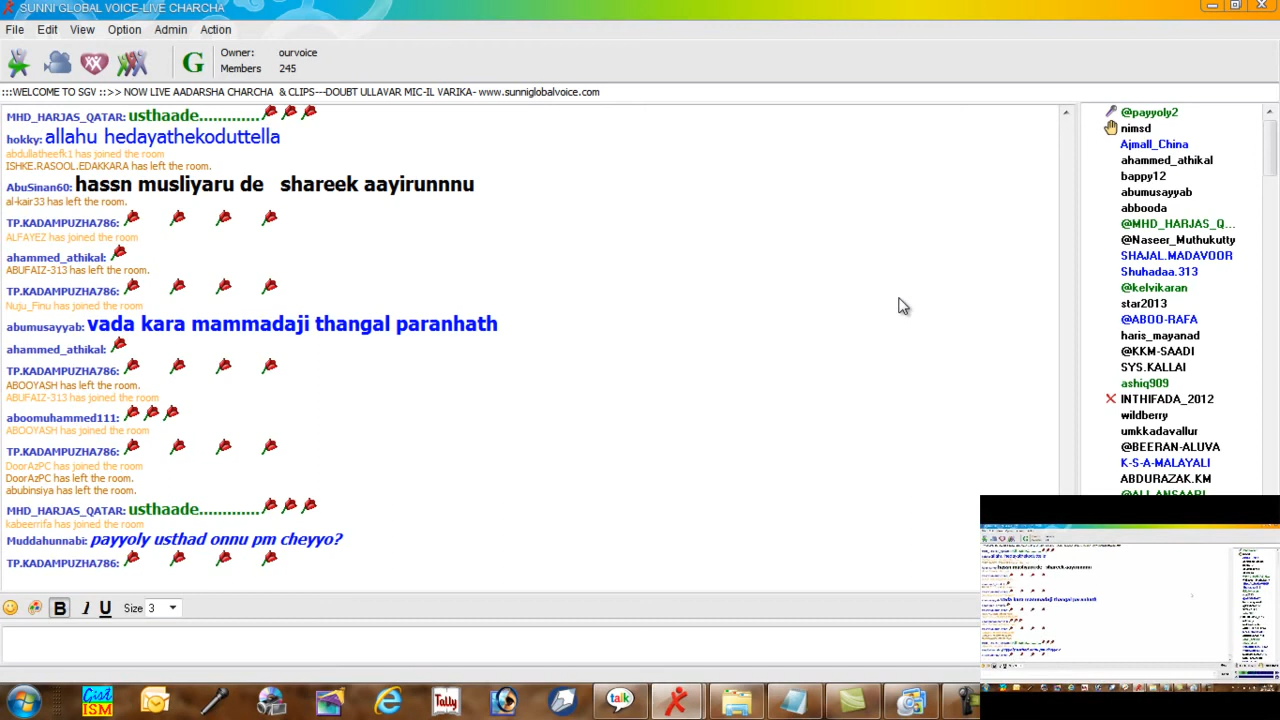 SUNNI GLOBAL VOICE-LIVE CHARCHA
File Edit View Option Admin Action
G
Owner: ourvoice
Members 245
:::WELCOME TO SGV ::>> NOW LIVE AADARSHA CHARCHA & CLIPS---DOUBT ULLAVAR MIC-IL VARIKA- www.sunniglobalvoice.com
MHD_HARJAS_QATAR: usthaade.............
hokky: allahu hedayathekoduttella
abdullatheefk1 has joined the room
ISHKE.RASOOL.EDAKKARA has left the room.
AbuSinan60: hassn musliyaru de shareek aayirunnnu
al-kair33 has left the room.
TP.KADAMPUZHA786:
ALFAYEZ has joined the room
ahammed_athikal:
ABUFAIZ-313 has left the room.
TP.KADAMPUZHA786:
Nuju_Finu has joined the room
abumusayyab: vada kara mammadaji thangal paranhath
ahammed_athikal:
TP.KADAMPUZHA786:
ABOOYASH has left the room.
ABUFAIZ-313 has joined the room
aboomuhammed111:
ABOOYASH has joined the room
TP.KADAMPUZHA786:
DoorAzPC has joined the room
DoorAzPC has left the room.
abubinsiya has left the room.
MHD_HARJAS_QATAR: usthaade.............
kabeerrifa has joined the room
Muddahunnabi: payyoly usthad onnu pm cheyyo?
TP.KADAMPUZHA786:
B I U Size 3
@payyoly2
nimsd
Ajmall_China
ahammed_athikal
bappy12
abumusayyab
abbooda
@MHD_HARJAS_Q...
@Naseer_Muthukutty
SHAJAL.MADAVOOR
Shuhadaa.313
@kelvikaran
star2013
@ABOO-RAFA
haris_mayanad
@KKM-SAADI
SYS.KALLAI
ashiq909
INTHIFADA_2012
wildberry
umkkadavallur
@BEERAN-ALUVA
K-S-A-MALAYALI
ABDURAZAK.KM
Gist
ISM
Tally
talk